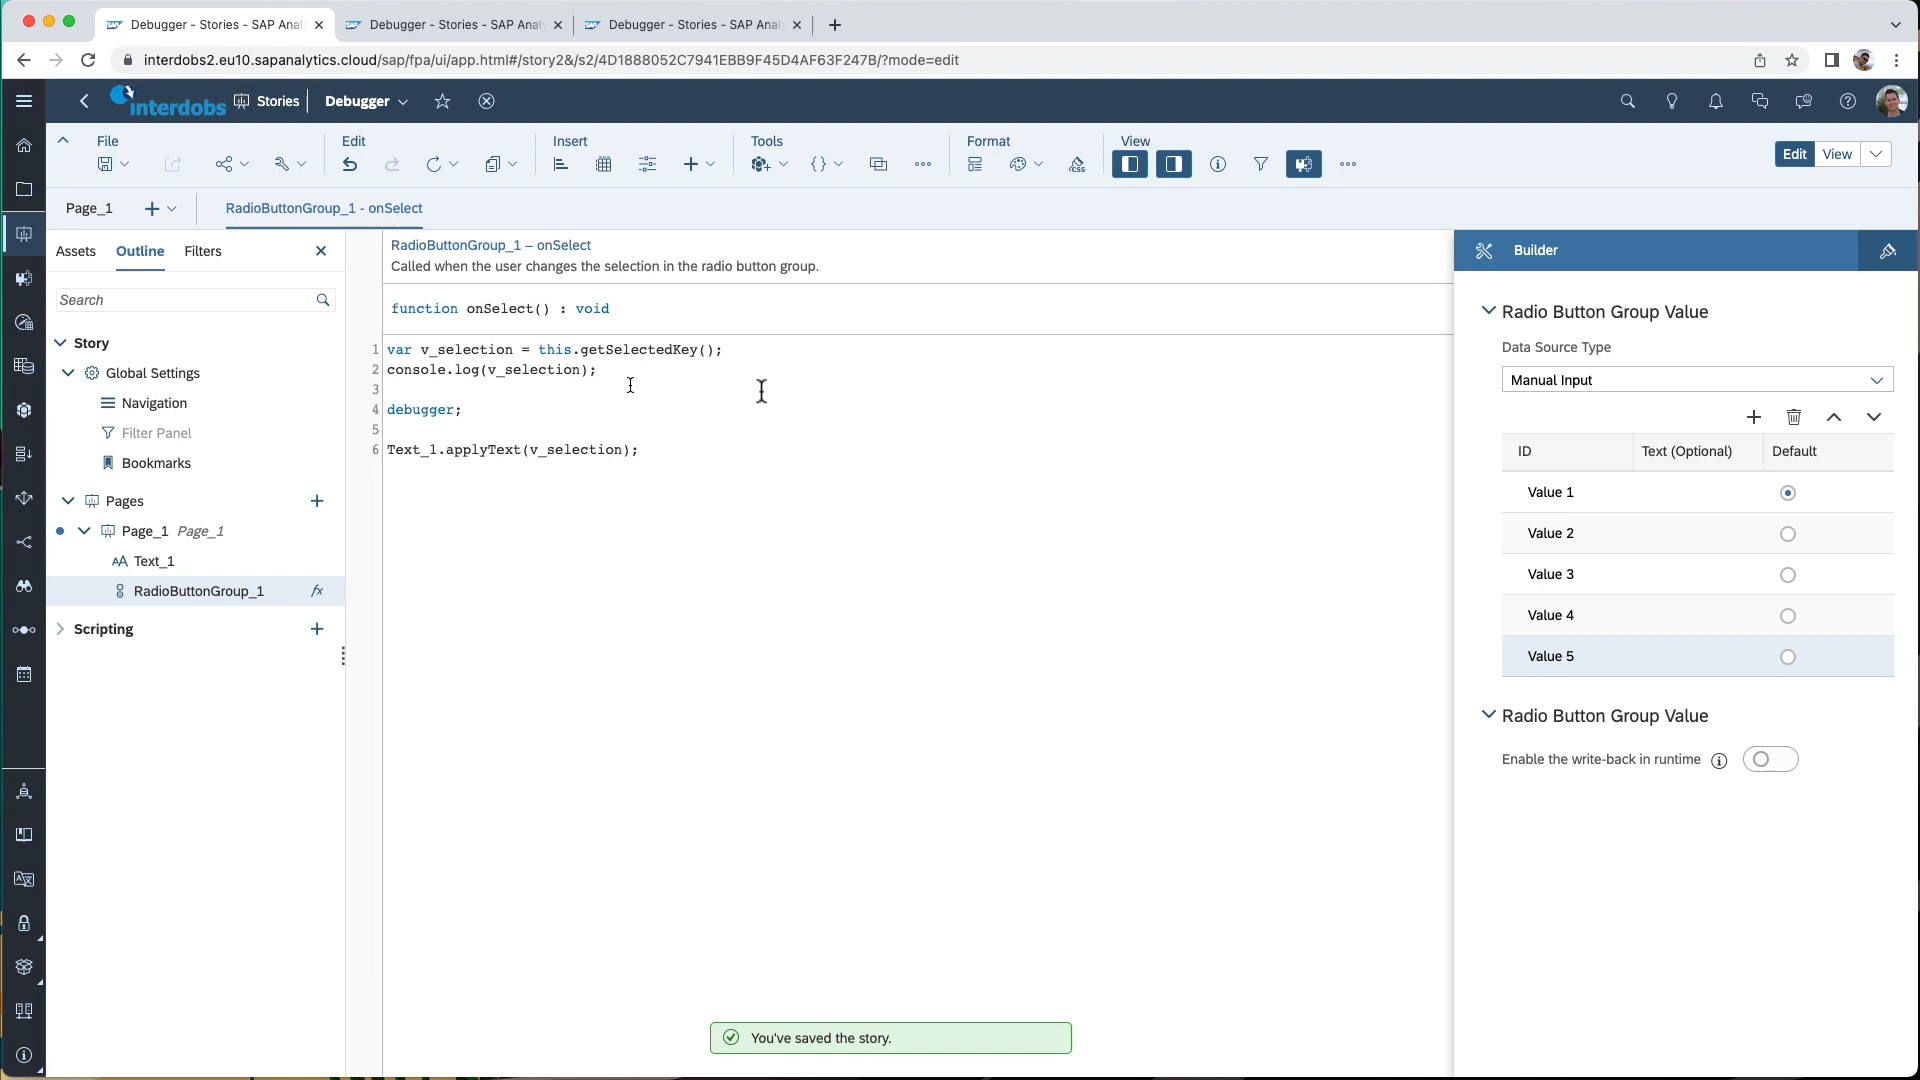 Debugger - Stories - SAP Anal
Debugger - Stories - SAP Anal
Debugger - Stories - SAP Anal
interdobs2.eu10.sapanalytics.cloud/sap/fpa/ui/app.html#/story2&/s2/4D1888052C7941EBB9F45D4AF63F247B/?mode=edit
interdobs Stories Debugger
File Edit Insert Tools Format View
Edit View
Page_1 RadioButtonGroup_1 - onSelect
Assets Outline Filters
Search
Story
Global Settings
Navigation
Filter Panel
Bookmarks
Pages
Page_1 Page_1
Text_1
RadioButtonGroup_1 fx
Scripting
RadioButtonGroup_1 – onSelect
Called when the user changes the selection in the radio button group.
function onSelect() : void
1 var v_selection = this.getSelectedKey();
2 console.log(v_selection);
3
4 debugger;
5
6 Text_1.applyText(v_selection);
You've saved the story.
Builder
Radio Button Group Value
Data Source Type
Manual Input
ID Text (Optional) Default
Value 1
Value 2
Value 3
Value 4
Value 5
Radio Button Group Value
Enable the write-back in runtime